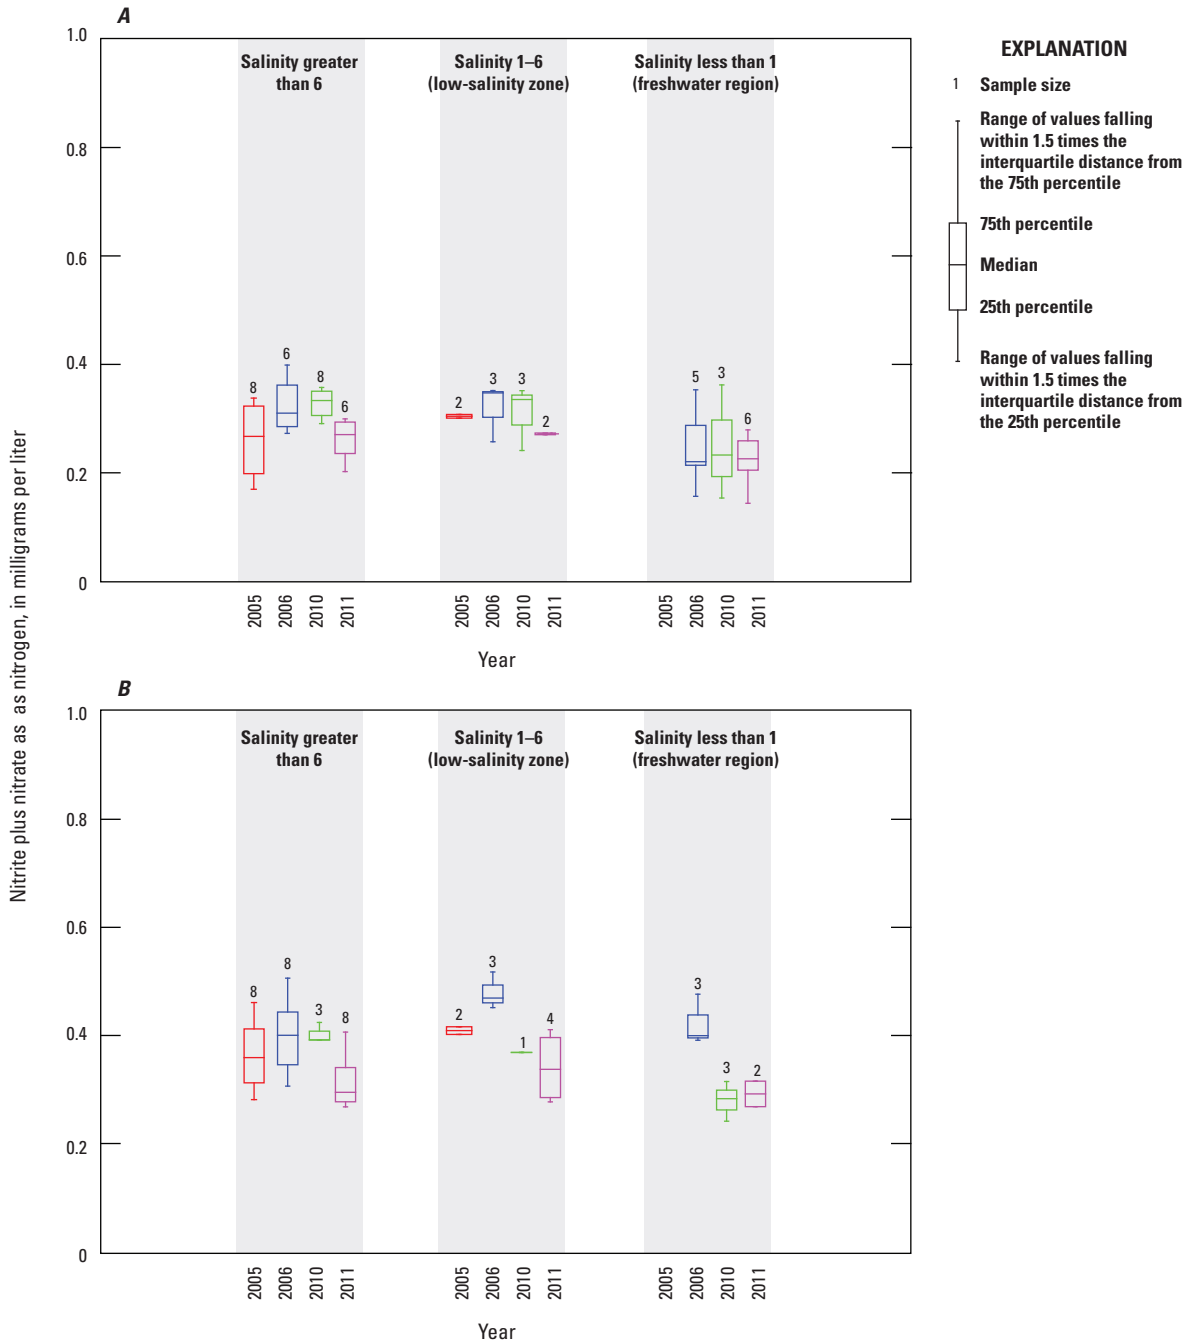 A
1.0
0.8
0.6
0.4
0.2
0
Salinity greater
than 6
Salinity 1–6
(low-salinity zone)
Salinity less than 1
(freshwater region)
8
6
8
6
2
3
3
2
5
3
6
2005
2006
2010
2011
2005
2006
2010
2011
2005
2006
2010
2011
Year
EXPLANATION
1 Sample size
Range of values falling
within 1.5 times the
interquartile distance from
the 75th percentile
75th percentile
Median
25th percentile
Range of values falling
within 1.5 times the
interquartile distance from
the 25th percentile
Nitrite plus nitrate as as nitrogen, in milligrams per liter
B
1.0
0.8
0.6
0.4
0.2
0
Salinity greater
than 6
Salinity 1–6
(low-salinity zone)
Salinity less than 1
(freshwater region)
8
8
3
8
2
3
1
4
3
3
2
2005
2006
2010
2011
2005
2006
2010
2011
2005
2006
2010
2011
Year